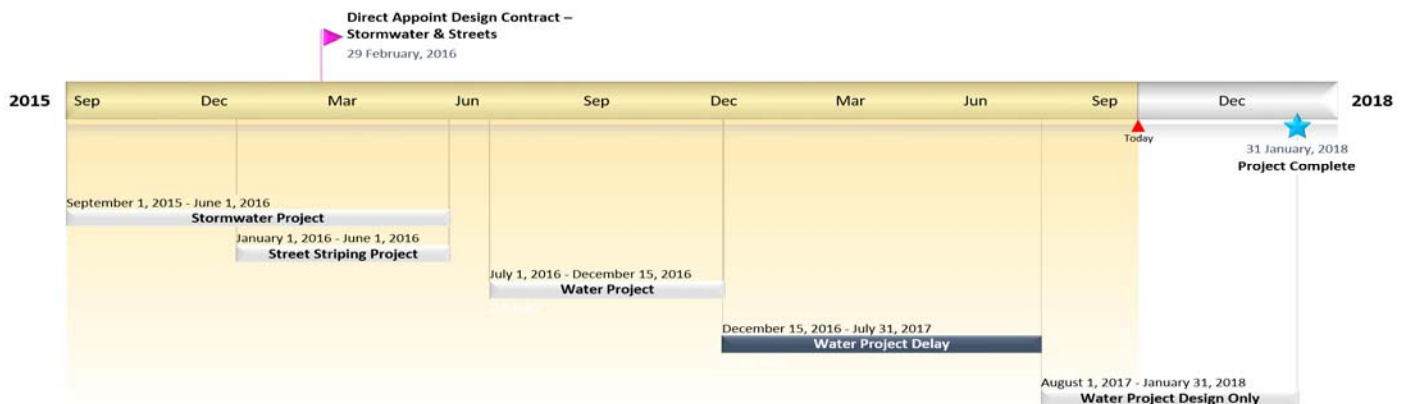 Direct Appoint Design Contract –
Stormwater & Streets
29 February, 2016
2015 Sep Dec Mar Jun Sep Dec Mar Jun Sep Dec 2018
Today
31 January, 2018
Project Complete
September 1, 2015 - June 1, 2016
Stormwater Project
January 1, 2016 - June 1, 2016
Street Striping Project
July 1, 2016 - December 15, 2016
Water Project
December 15, 2016 - July 31, 2017
Water Project Delay
August 1, 2017 - January 31, 2018
Water Project Design Only